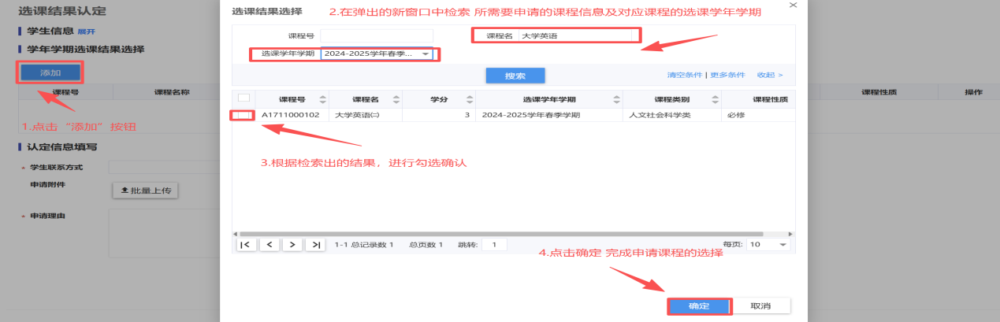 选课结果认定
学生信息 展开
学年学期选课结果选择
添加
课程号 课程名称 课程性质 操作
1.点击“添加”按钮
认定信息填写
* 学生联系方式
申请附件 批量上传
* 申请理由
选课结果选择 2.在弹出的新窗口中检索 所需要申请的课程信息及对应课程的选课学年学期 ×
课程号 课程名 大学英语
选课学年学期 2024-2025学年春季...
搜索 清空条件 | 更多条件 收起 >
课程号 课程名 学分 选课学年学期 课程类别 课程性质
A1711000102 大学英语㈡ 3 2024-2025学年春季学期 人文社会科学类 必修
3.根据检索出的结果，进行勾选确认
|< < > >| 1-1 总记录数 1 总页数 1 跳转: 1 每页: 10
4.点击确定 完成申请课程的选择
确定 取消